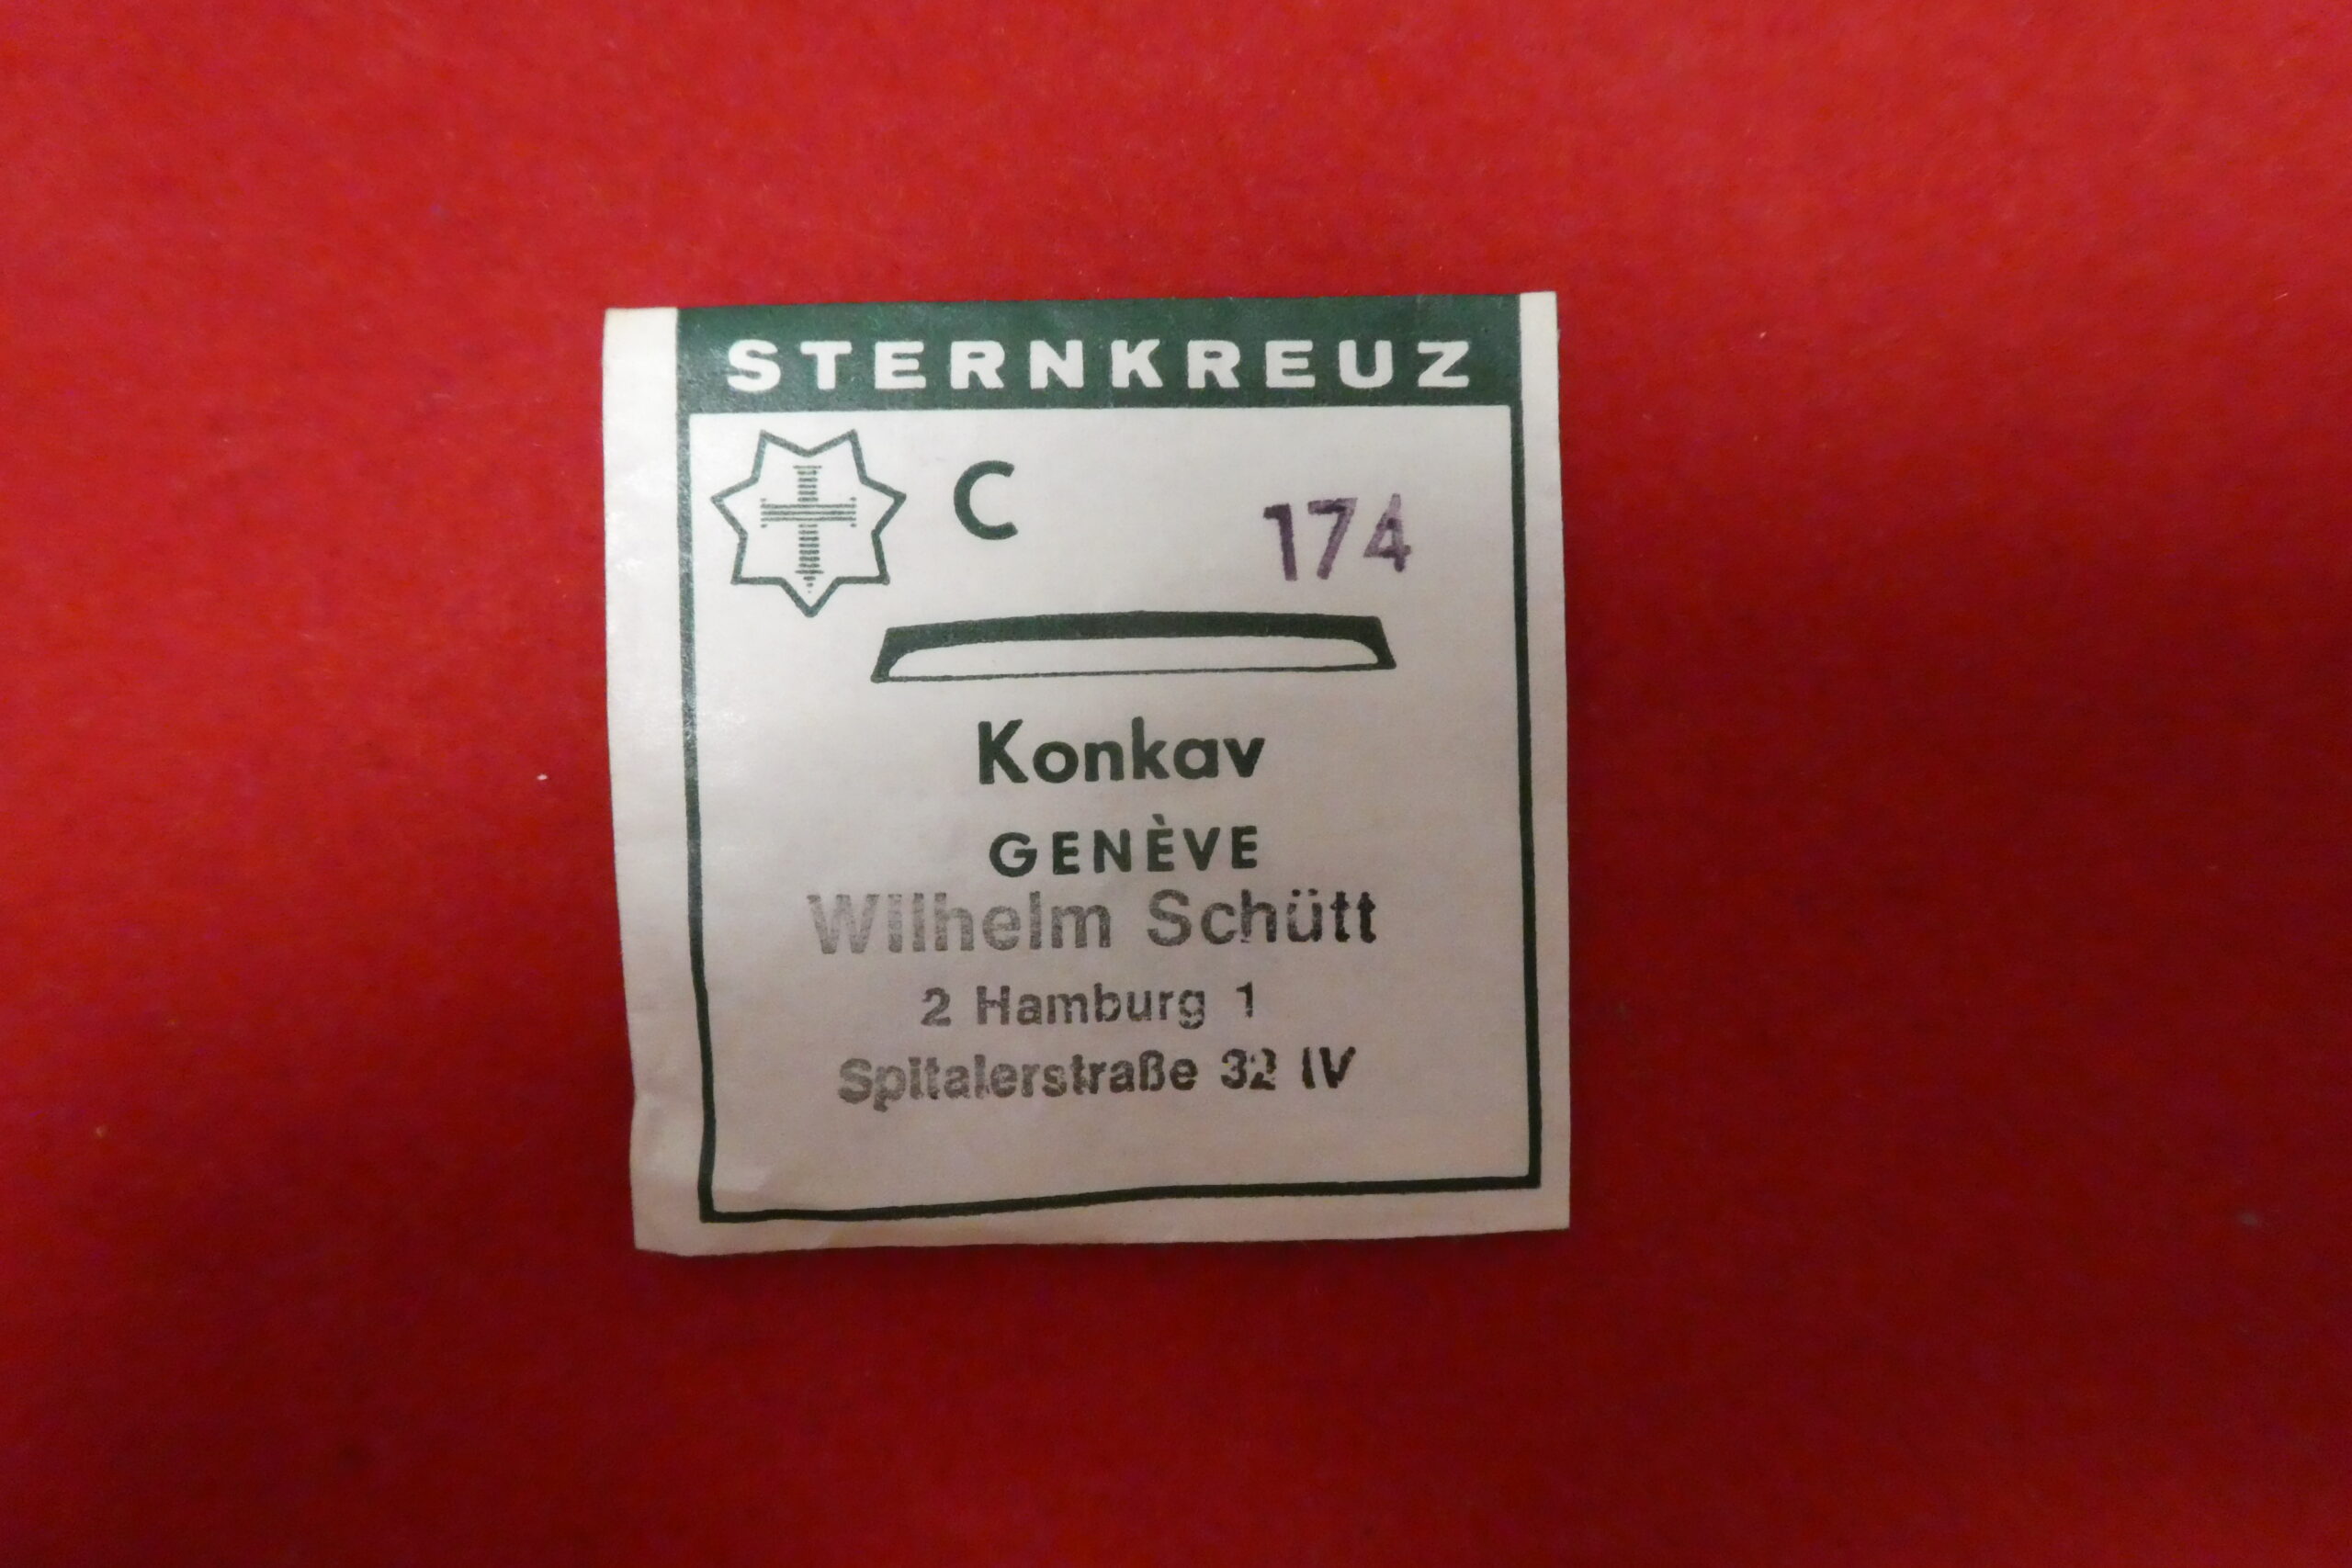 STERNKREUZ
C 174
Konkav
GENÈVE
Wilhelm Schütt
2 Hamburg 1
Spitalerstraße 32 IV